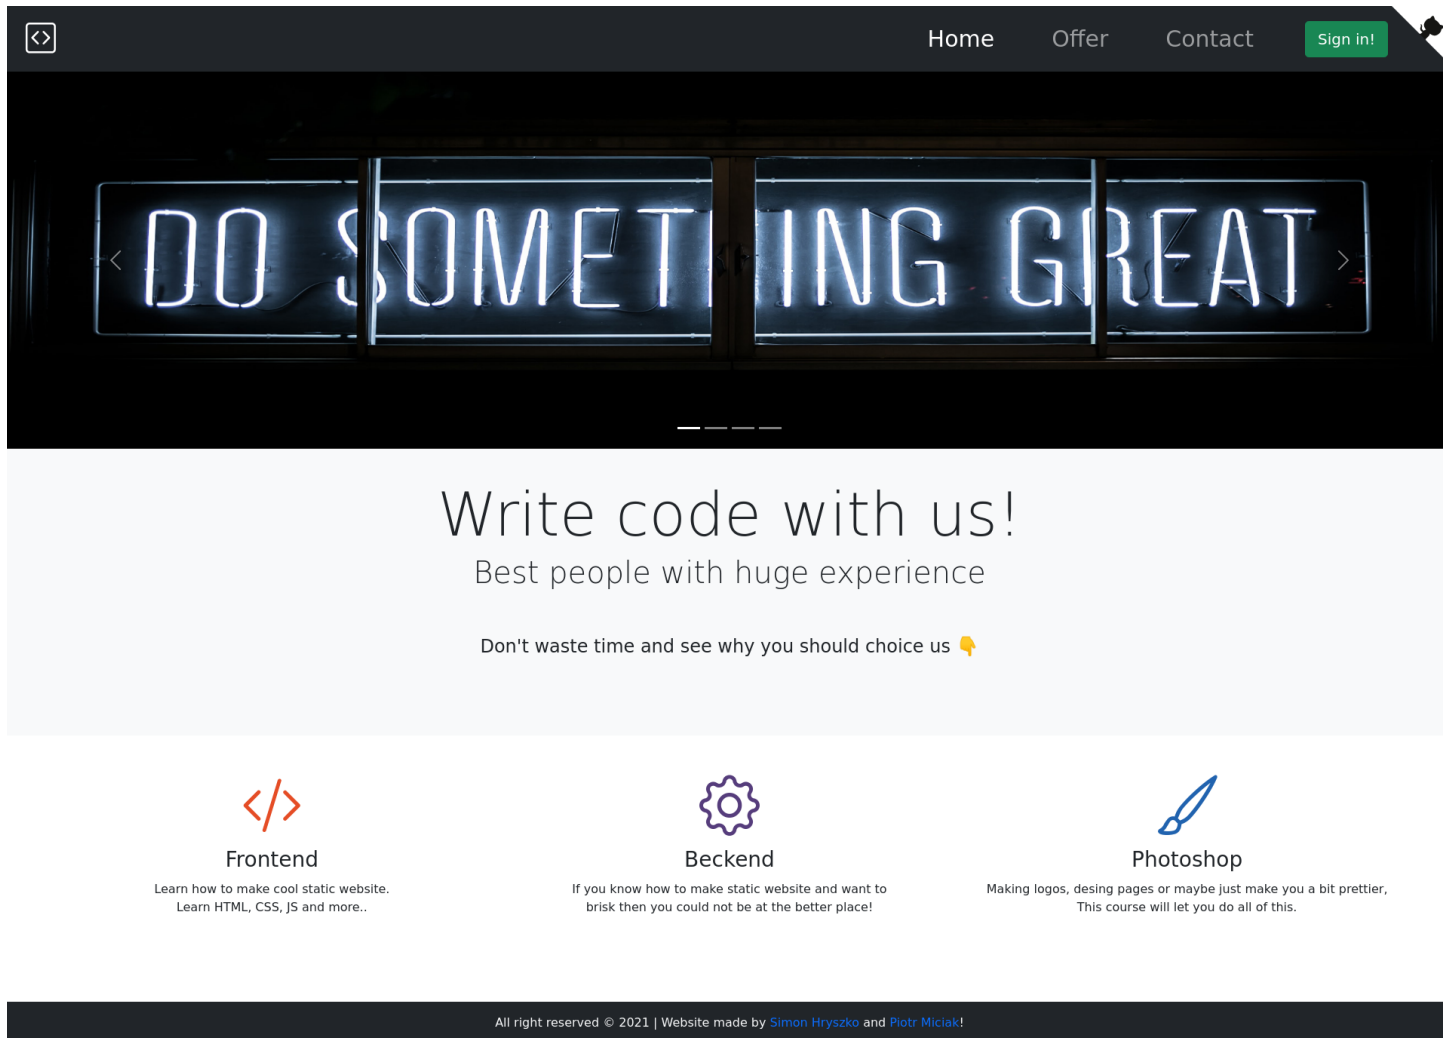 Home Offer Contact Sign in!
DO SOMETING GREAT
Write code with us!
Best people with huge experience
Don't waste time and see why you should choice us 👇
Frontend
Learn how to make cool static website.
Learn HTML, CSS, JS and more..
Beckend
If you know how to make static website and want to
brisk then you could not be at the better place!
Photoshop
Making logos, desing pages or maybe just make you a bit prettier,
This course will let you do all of this.
All right reserved © 2021 | Website made by Simon Hryszko and Piotr Miciak!